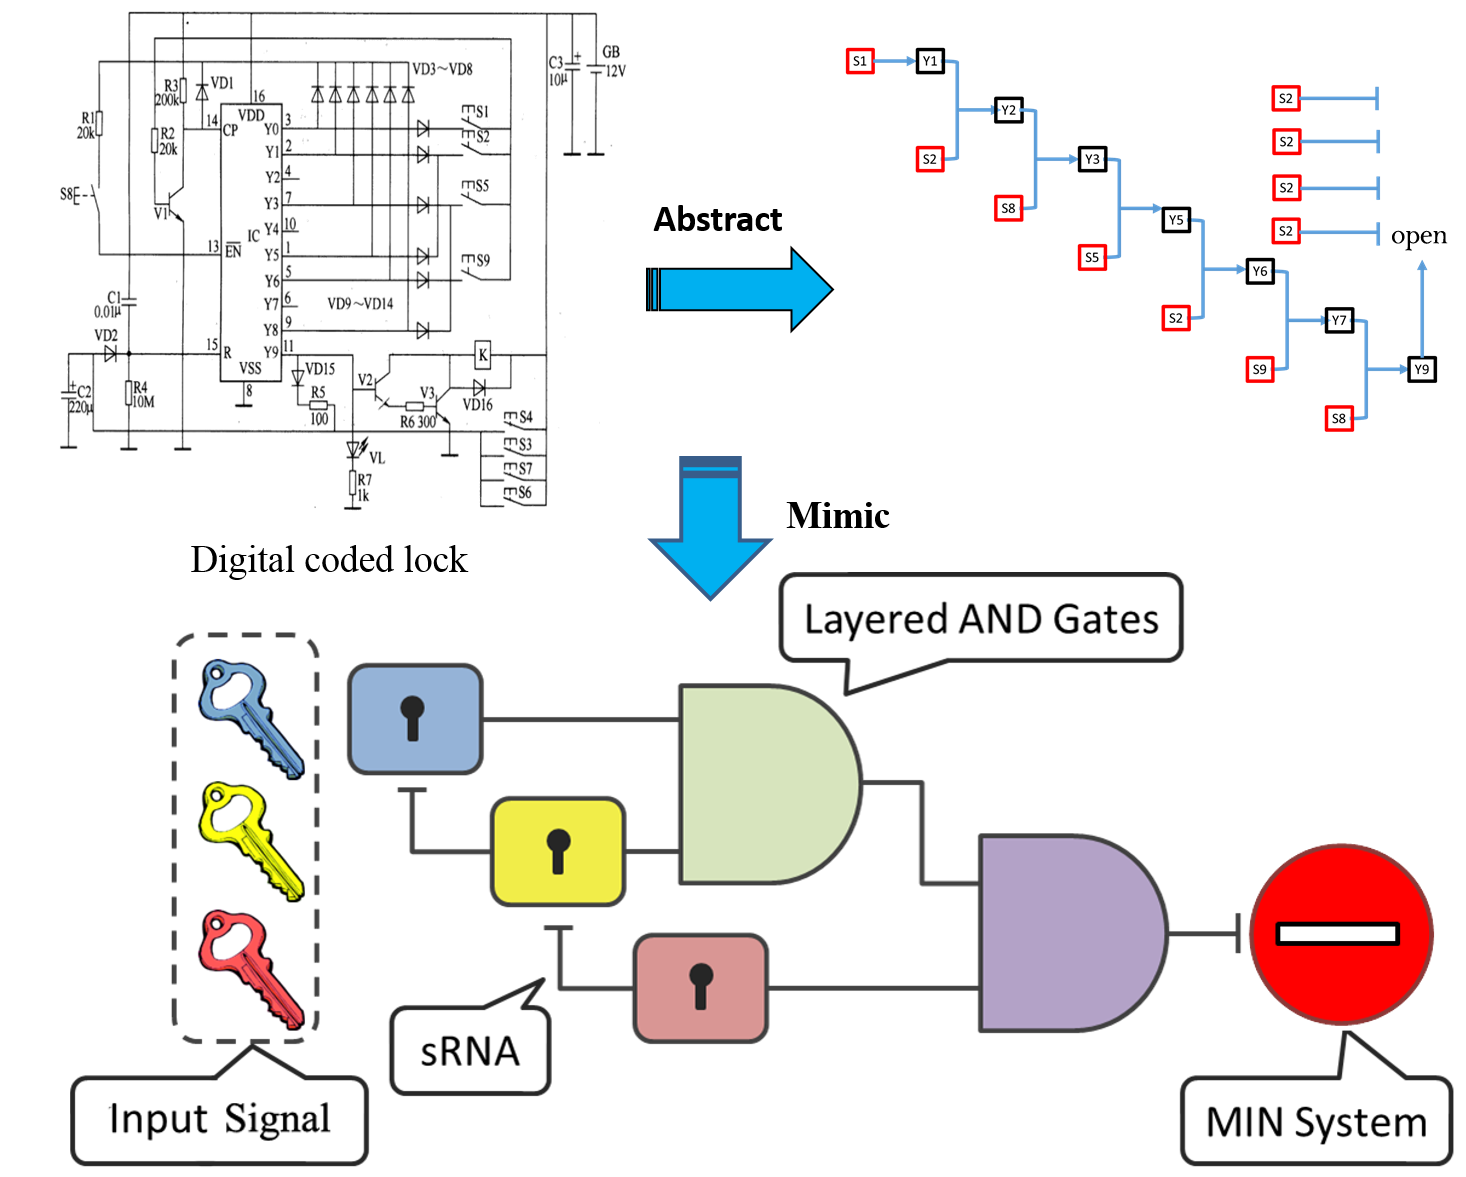 GB
12V
C3
10μ
+
VD3～VD8
R3
200k
VD1
R1
20k
R2
20k
16
VDD
14
CP
Y0
3
Y1
2
Y2
4
Y3
7
Y4
10
IC
Y5
1
Y6
5
Y7
6
Y8
9
Y9
11
S1
S2
S5
S9
S8
V1
13
EN
VD9～VD14
C1
0.01μ
VD2
15
R
VSS
8
+
C2
220μ
R4
10M
VD15
R5
100
V2
V3
K
VD16
R6 300
VL
R7
1k
S4
S3
S7
S6
Digital coded lock
Abstract
S1
Y1
Y2
S2
Y3
S8
Y5
S5
Y6
S2
Y7
S9
Y9
S8
S2
S2
S2
S2
open
Mimic
Layered AND Gates
sRNA
Input Signal
MIN System